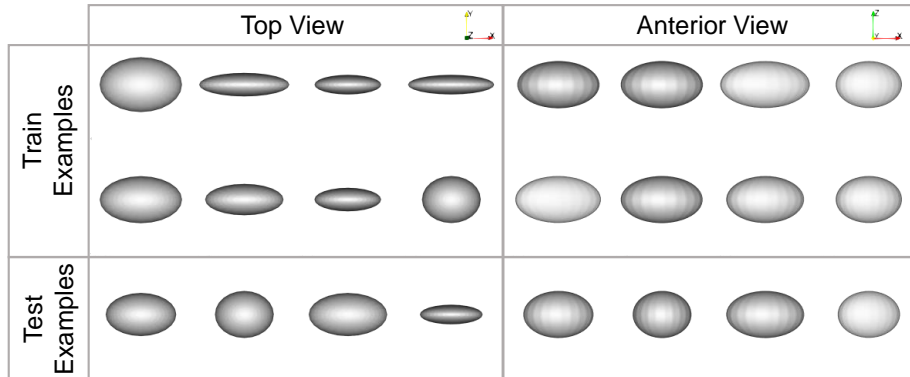 Top View
Y
Z
X
Anterior View
Z
Y
X
Train
Examples
Test
Examples